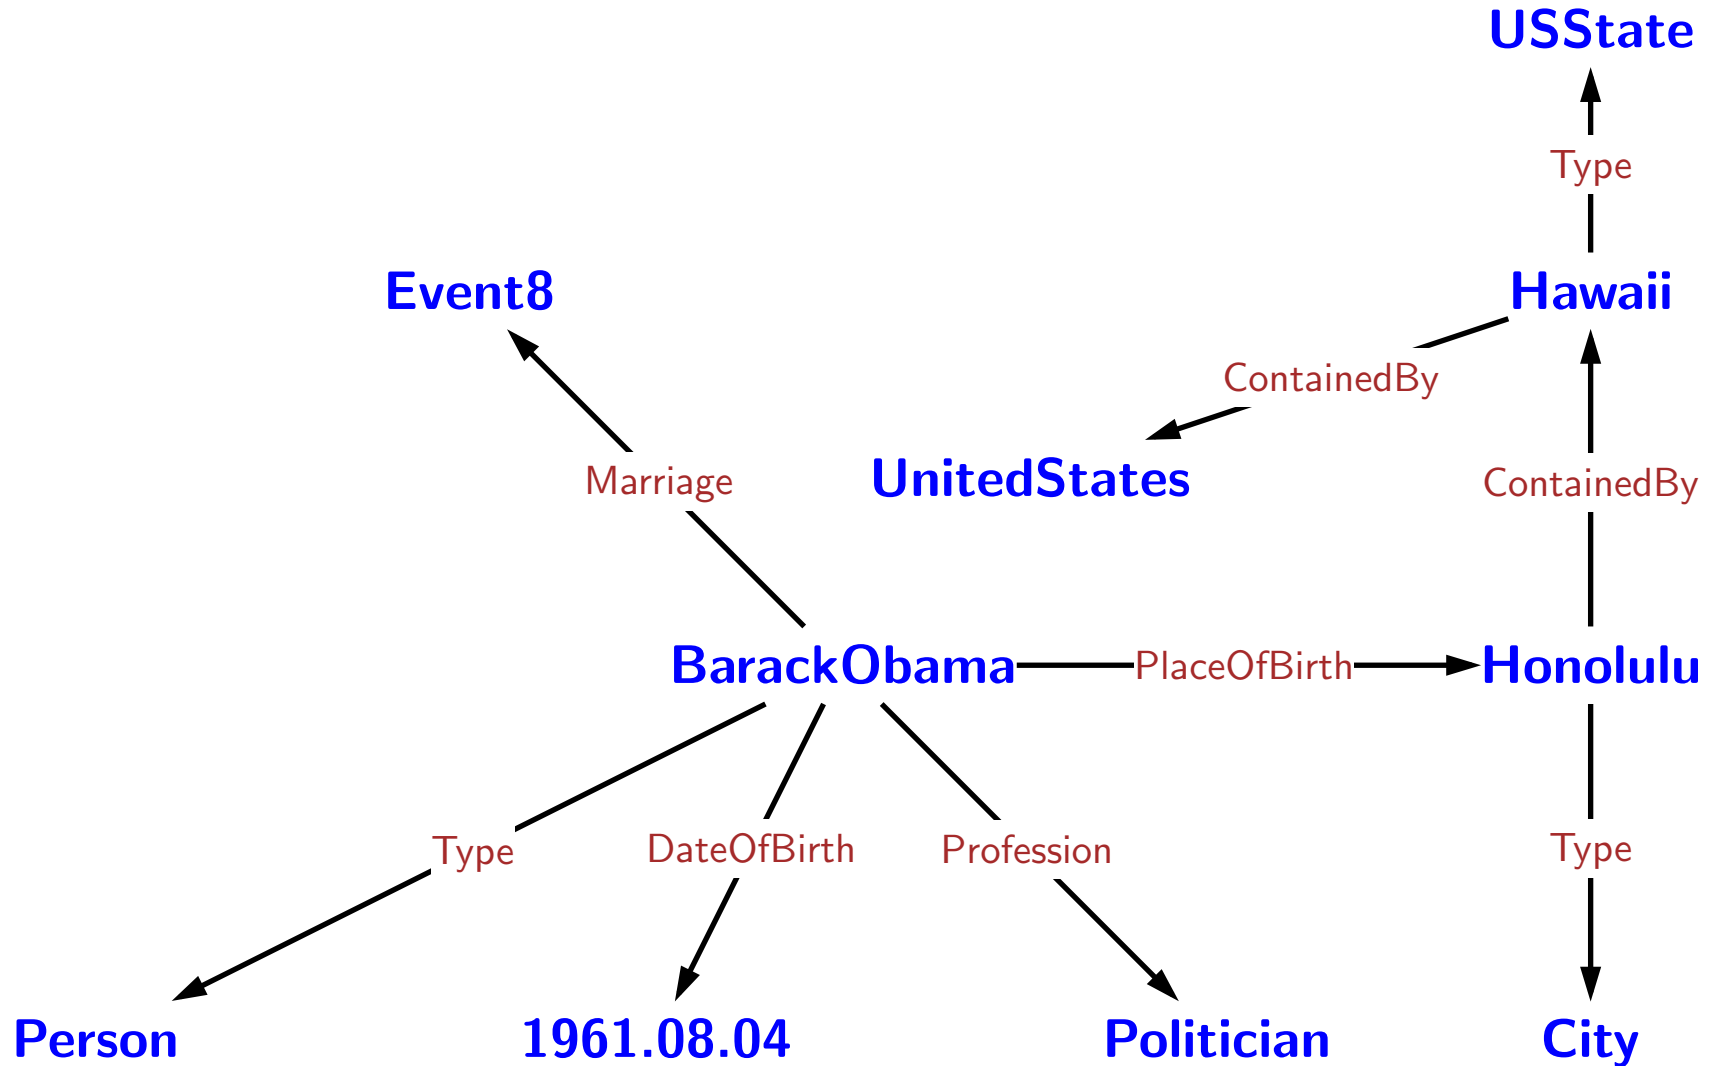 USState
Type
Event8
Hawaii
ContainedBy
Marriage
UnitedStates
ContainedBy
BarackObama
PlaceOfBirth
Honolulu
Type
DateOfBirth
Profession
Type
Person
1961.08.04
Politician
City